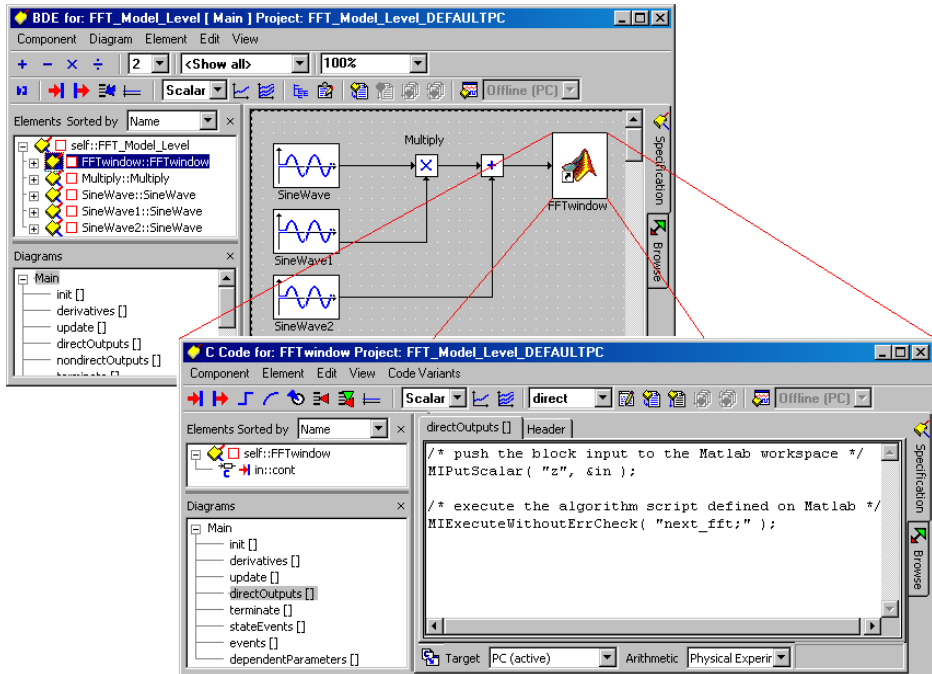 BDE for: FFT_Model_Level [ Main ] Project: FFT_Model_Level_DEFAULTPC
Component Diagram Element Edit View
+ - × ÷ 2 <Show all> 100%
Scalar Offline (PC)
Elements Sorted by Name ×
self::FFT_Model_Level
FFTwindow::FFTwindow
Multiply::Multiply
SineWave::SineWave
SineWave1::SineWave
SineWave2::SineWave
Diagrams ×
Main
init []
derivatives []
update []
directOutputs []
nondirectOutputs []
terminate []
Multiply
×
+
SineWave
SineWave1
SineWave2
FFTwindow
Specification
Browse
C Code for: FFTwindow Project: FFT_Model_Level_DEFAULTPC
Component Element Edit View Code Variants
Scalar direct Offline (PC)
Elements Sorted by Name ×
self::FFTwindow
in::cont
Diagrams ×
Main
init []
derivatives []
update []
directOutputs []
terminate []
stateEvents []
events []
dependentParameters []
directOutputs [] Header
/* push the block input to the Matlab workspace */
MIPutScalar( "z", &in );
/* execute the algorithm script defined on Matlab */
MIExecuteWithoutErrCheck( "next_fft;" );
Specification
Browse
Target PC (active) Arithmetic Physical Experir